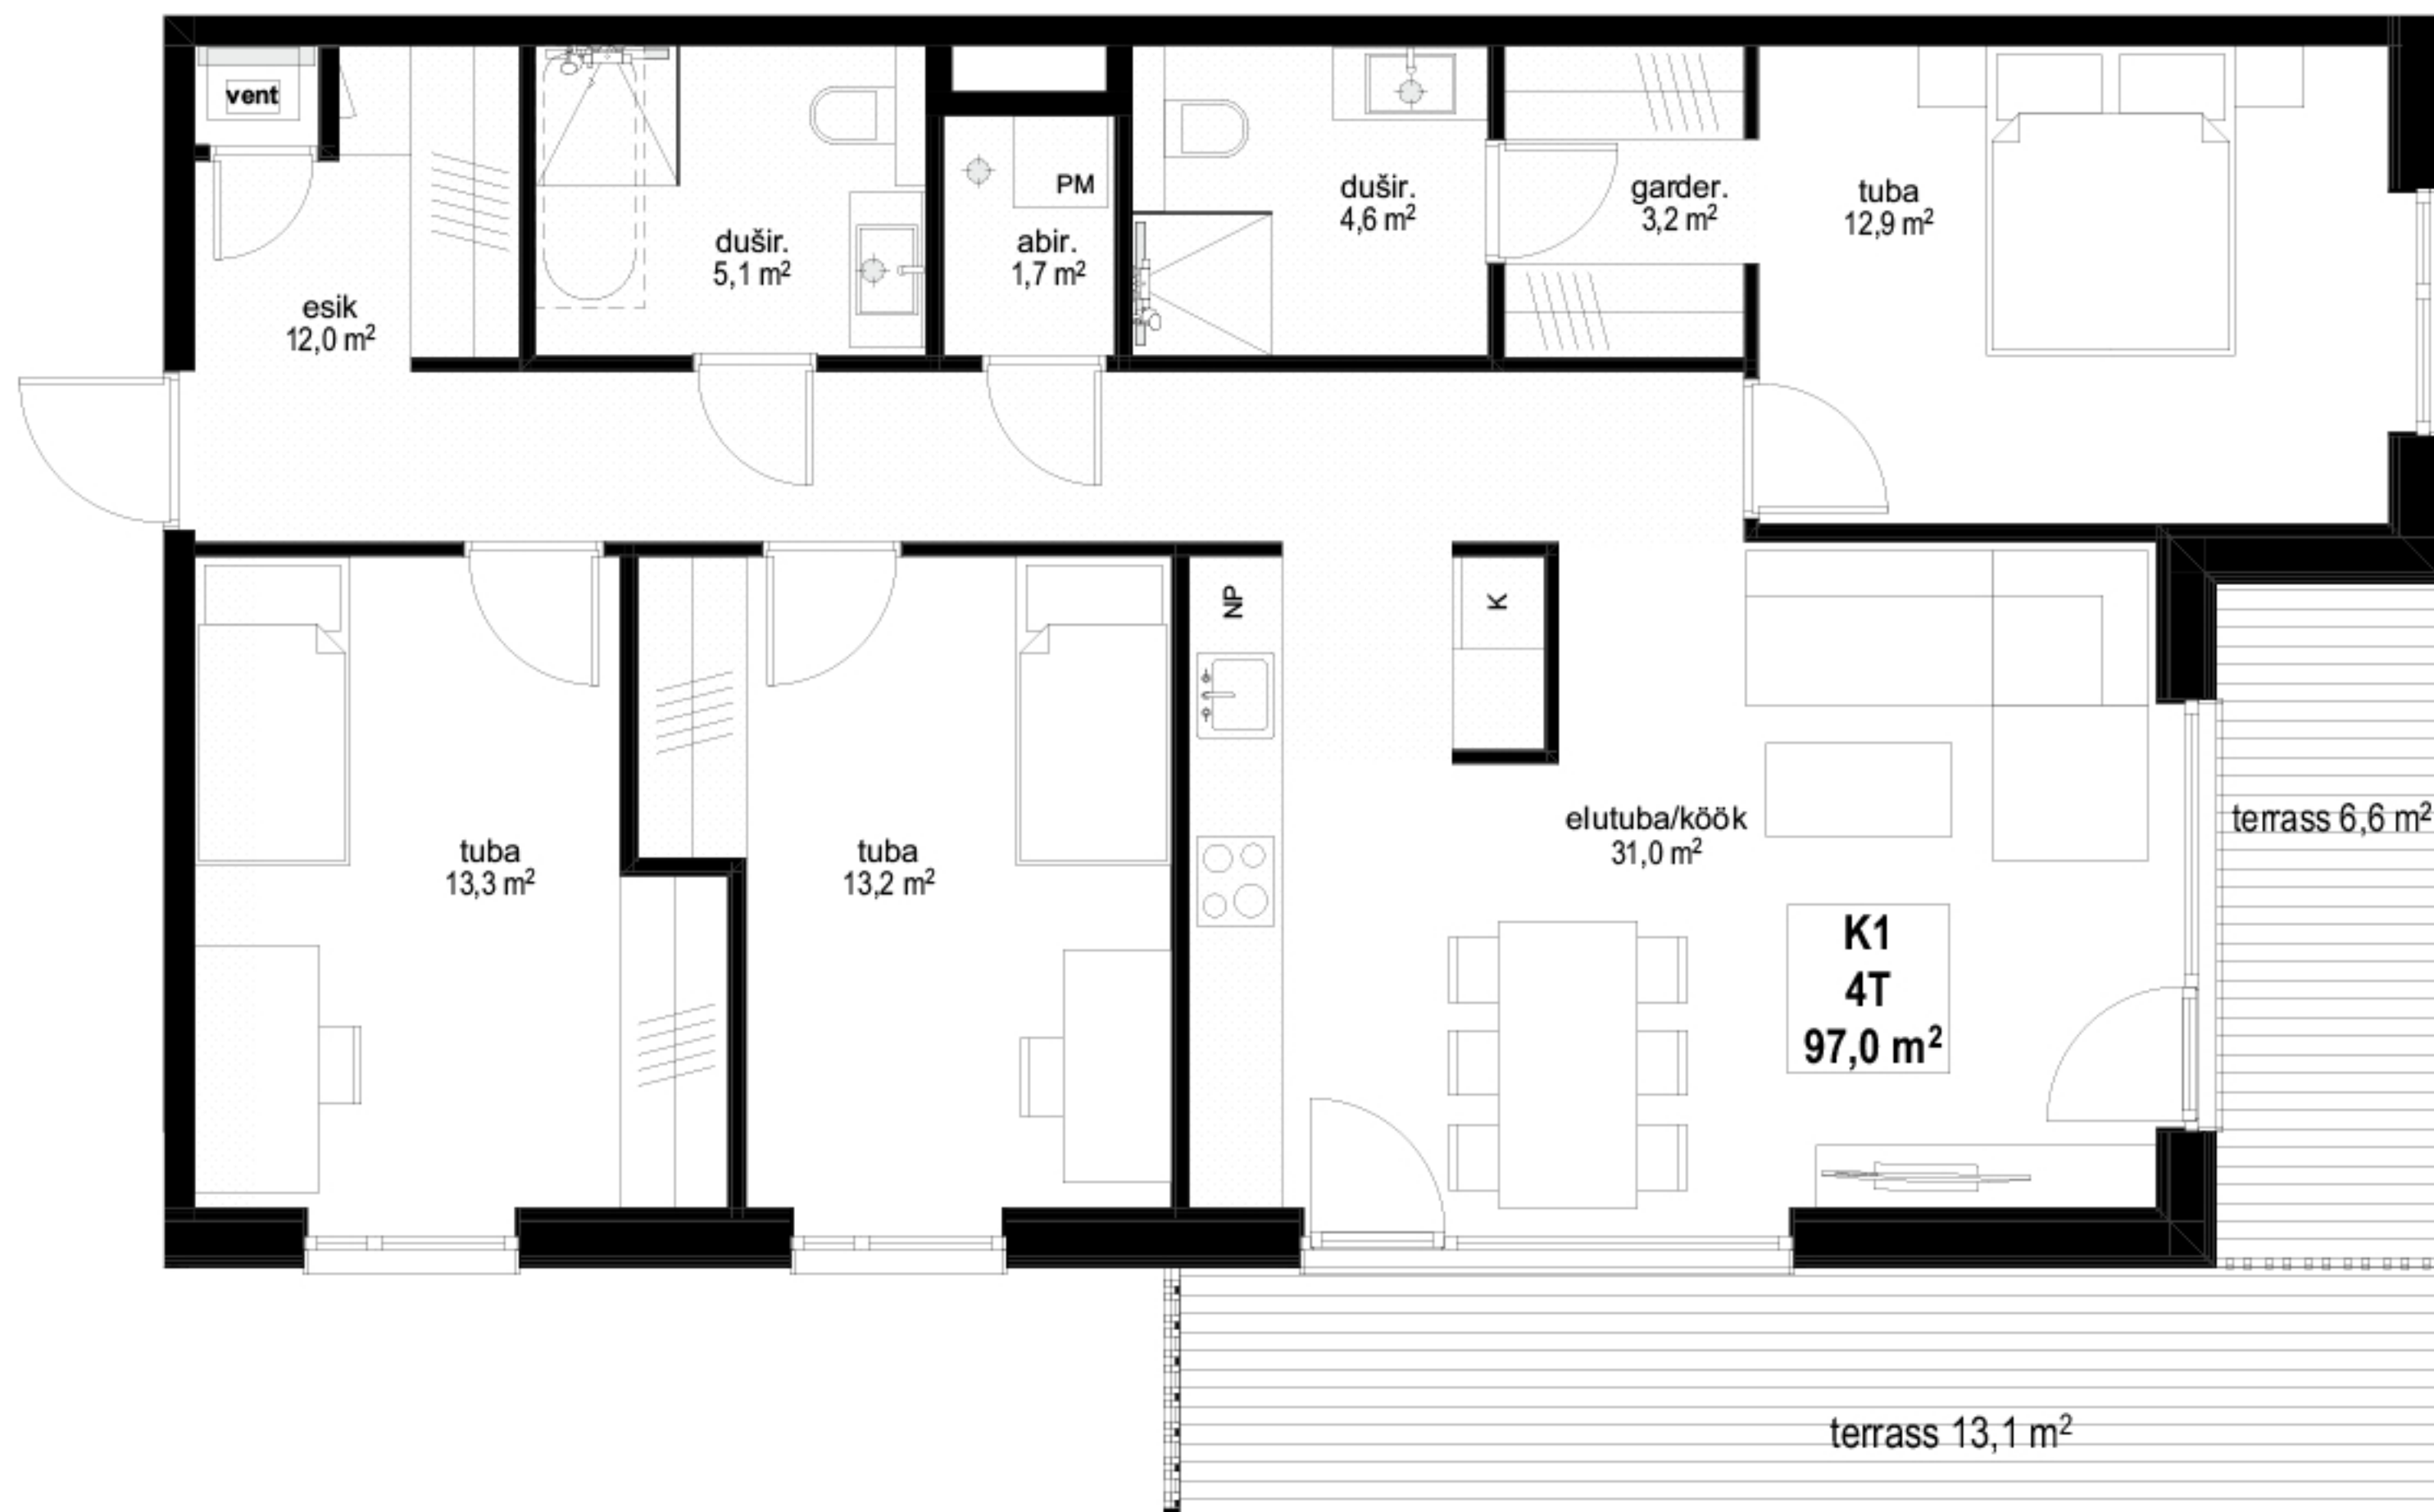 vent
PM
dušir.
4,6 m²
garder.
3,2 m²
tuba
12,9 m²
dušir.
5,1 m²
abir.
1,7 m²
esik
12,0 m²
NP
K
elutuba/köök
31,0 m²
terrass 6,6 m²
tuba
13,3 m²
tuba
13,2 m²
K1
4T
97,0 m²
terrass 13,1 m²